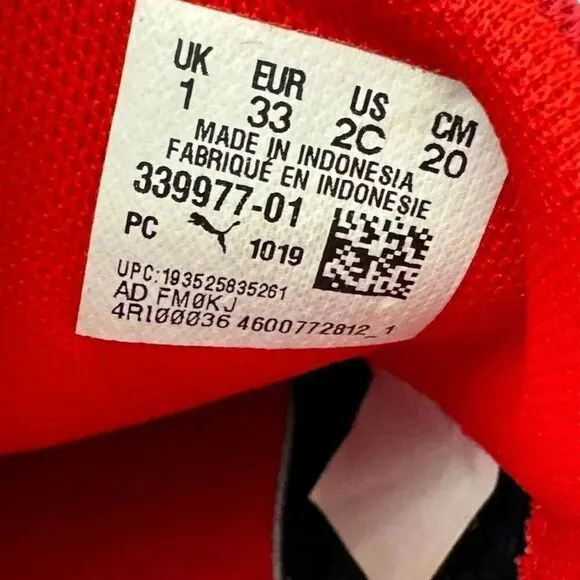 UK EUR US CM
1 33 2C 20
MADE IN INDONESIA
FABRIQUÉ EN INDONESIE
339977-01
PC 1019
UPC:193525835261
AD FM0KJ
4RI00036 4600772812_1